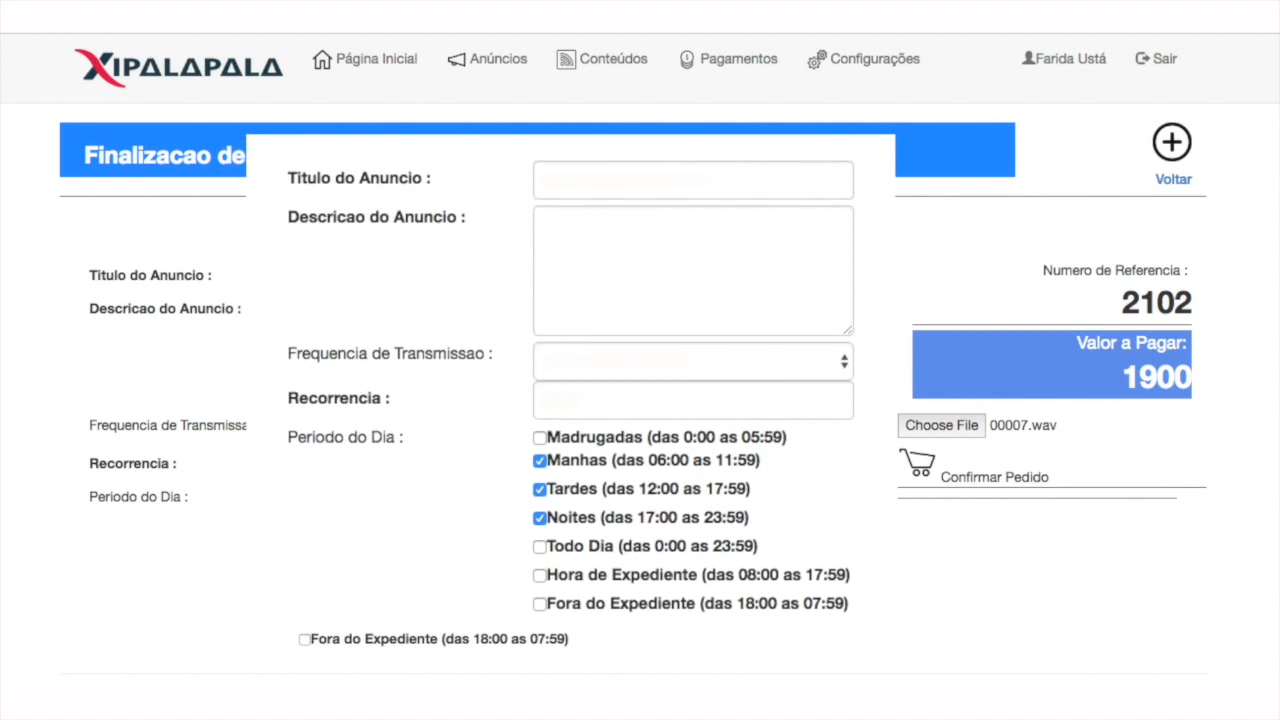 XIPALAPALA
Página Inicial
Anúncios
Conteúdos
Pagamentos
Configurações
Farida Ustá
Sair
Finalizacao de
Voltar
Titulo do Anuncio :
Descricao do Anuncio :
Frequencia de Transmissao :
Recorrencia :
Periodo do Dia :
Madrugadas (das 0:00 as 05:59)
Manhas (das 06:00 as 11:59)
Tardes (das 12:00 as 17:59)
Noites (das 17:00 as 23:59)
Todo Dia (das 0:00 as 23:59)
Hora de Expediente (das 08:00 as 17:59)
Fora do Expediente (das 18:00 as 07:59)
Titulo do Anuncio :
Descricao do Anuncio :
Frequencia de Transmissa
Recorrencia :
Periodo do Dia :
Fora do Expediente (das 18:00 as 07:59)
Numero de Referencia :
2102
Valor a Pagar:
1900
Choose File 00007.wav
Confirmar Pedido